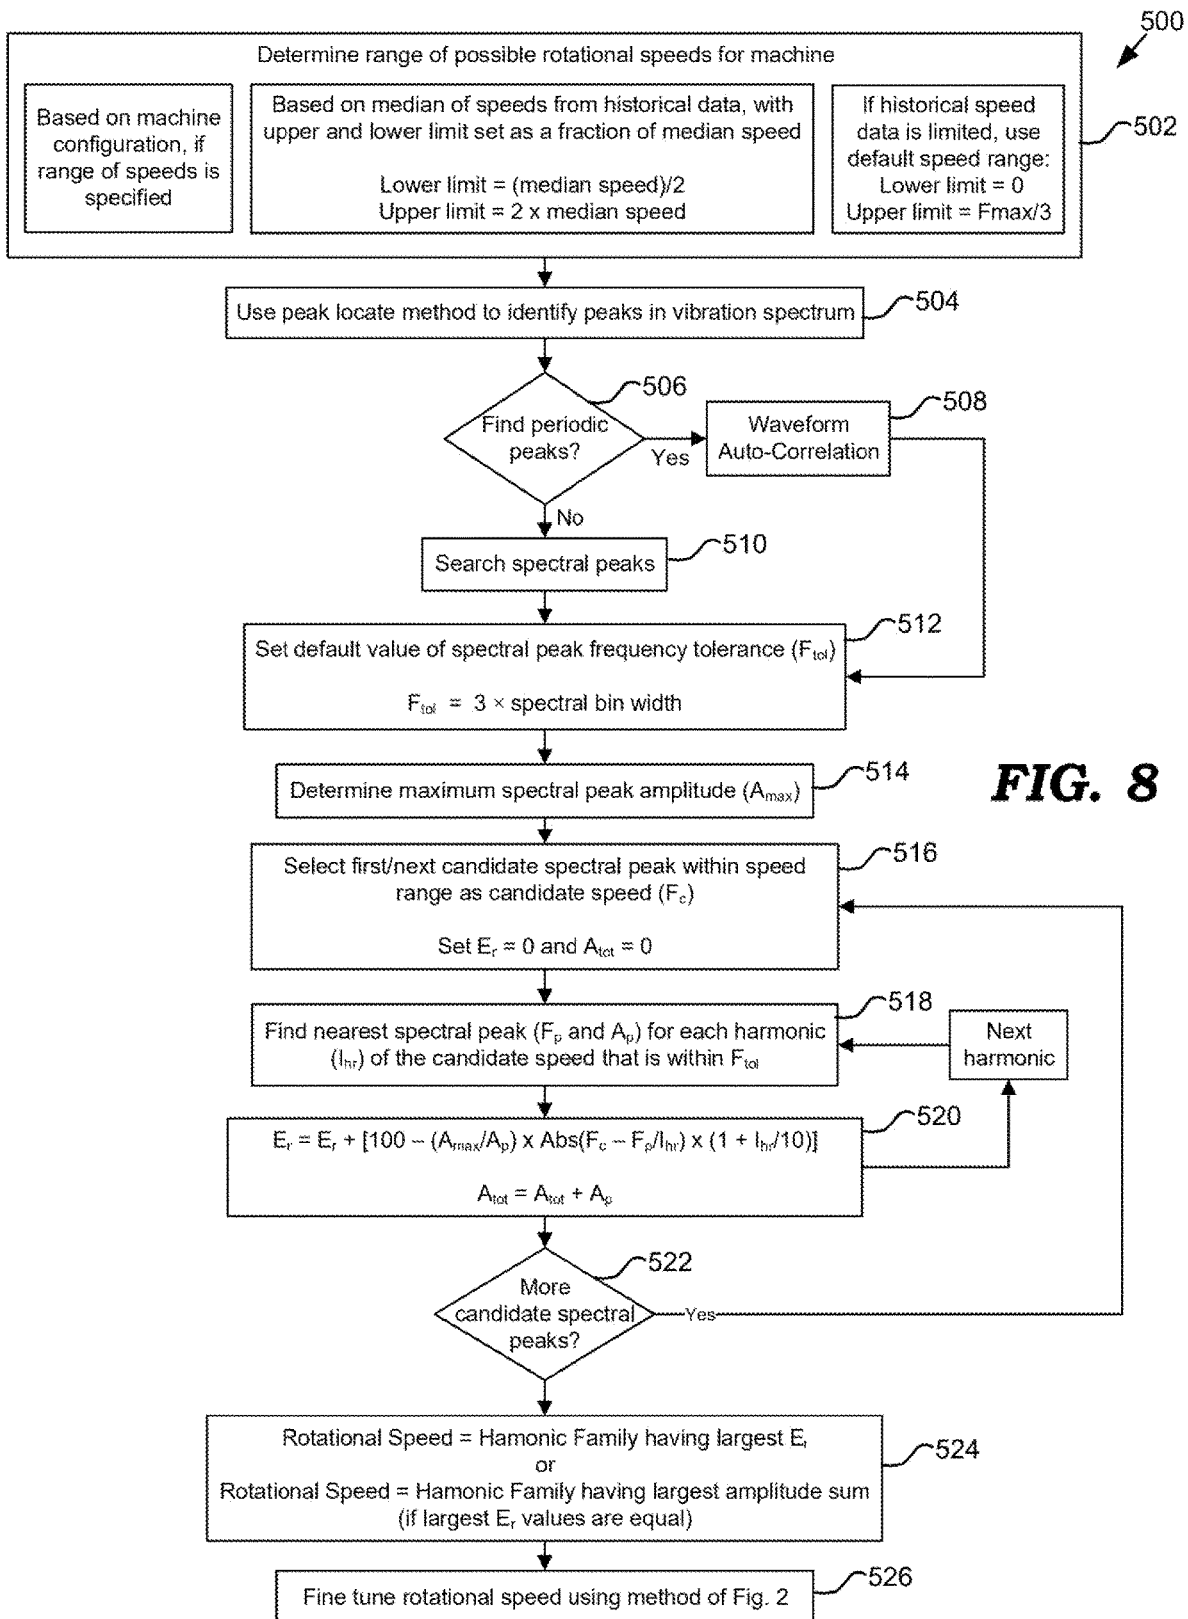 500
Determine range of possible rotational speeds for machine
Based on machine
configuration, if
range of speeds is
specified
Based on median of speeds from historical data, with
upper and lower limit set as a fraction of median speed
Lower limit = (median speed)/2
Upper limit = 2 x median speed
If historical speed
data is limited, use
default speed range:
Lower limit = 0
Upper limit = Fmax/3
502
Use peak locate method to identify peaks in vibration spectrum
504
Find periodic
peaks?
506
Yes
Waveform
Auto-Correlation
508
No
Search spectral peaks
510
Set default value of spectral peak frequency tolerance (Ftol)
Ftol = 3 × spectral bin width
512
Determine maximum spectral peak amplitude (Amax)
514
FIG. 8
Select first/next candidate spectral peak within speed
range as candidate speed (Fc)
Set Er = 0 and Atot = 0
516
Find nearest spectral peak (Fp and Ap) for each harmonic
(Ihr) of the candidate speed that is within Ftol
518
Next
harmonic
Er = Er + [100 – (Amax/Ap) x Abs(Fc – Fp/Ihr) x (1 + Ihr/10)]
Atot = Atot + Ap
520
More
candidate spectral
peaks?
522
Yes
Rotational Speed = Hamonic Family having largest Er
or
Rotational Speed = Hamonic Family having largest amplitude sum
(if largest Er values are equal)
524
Fine tune rotational speed using method of Fig. 2
526